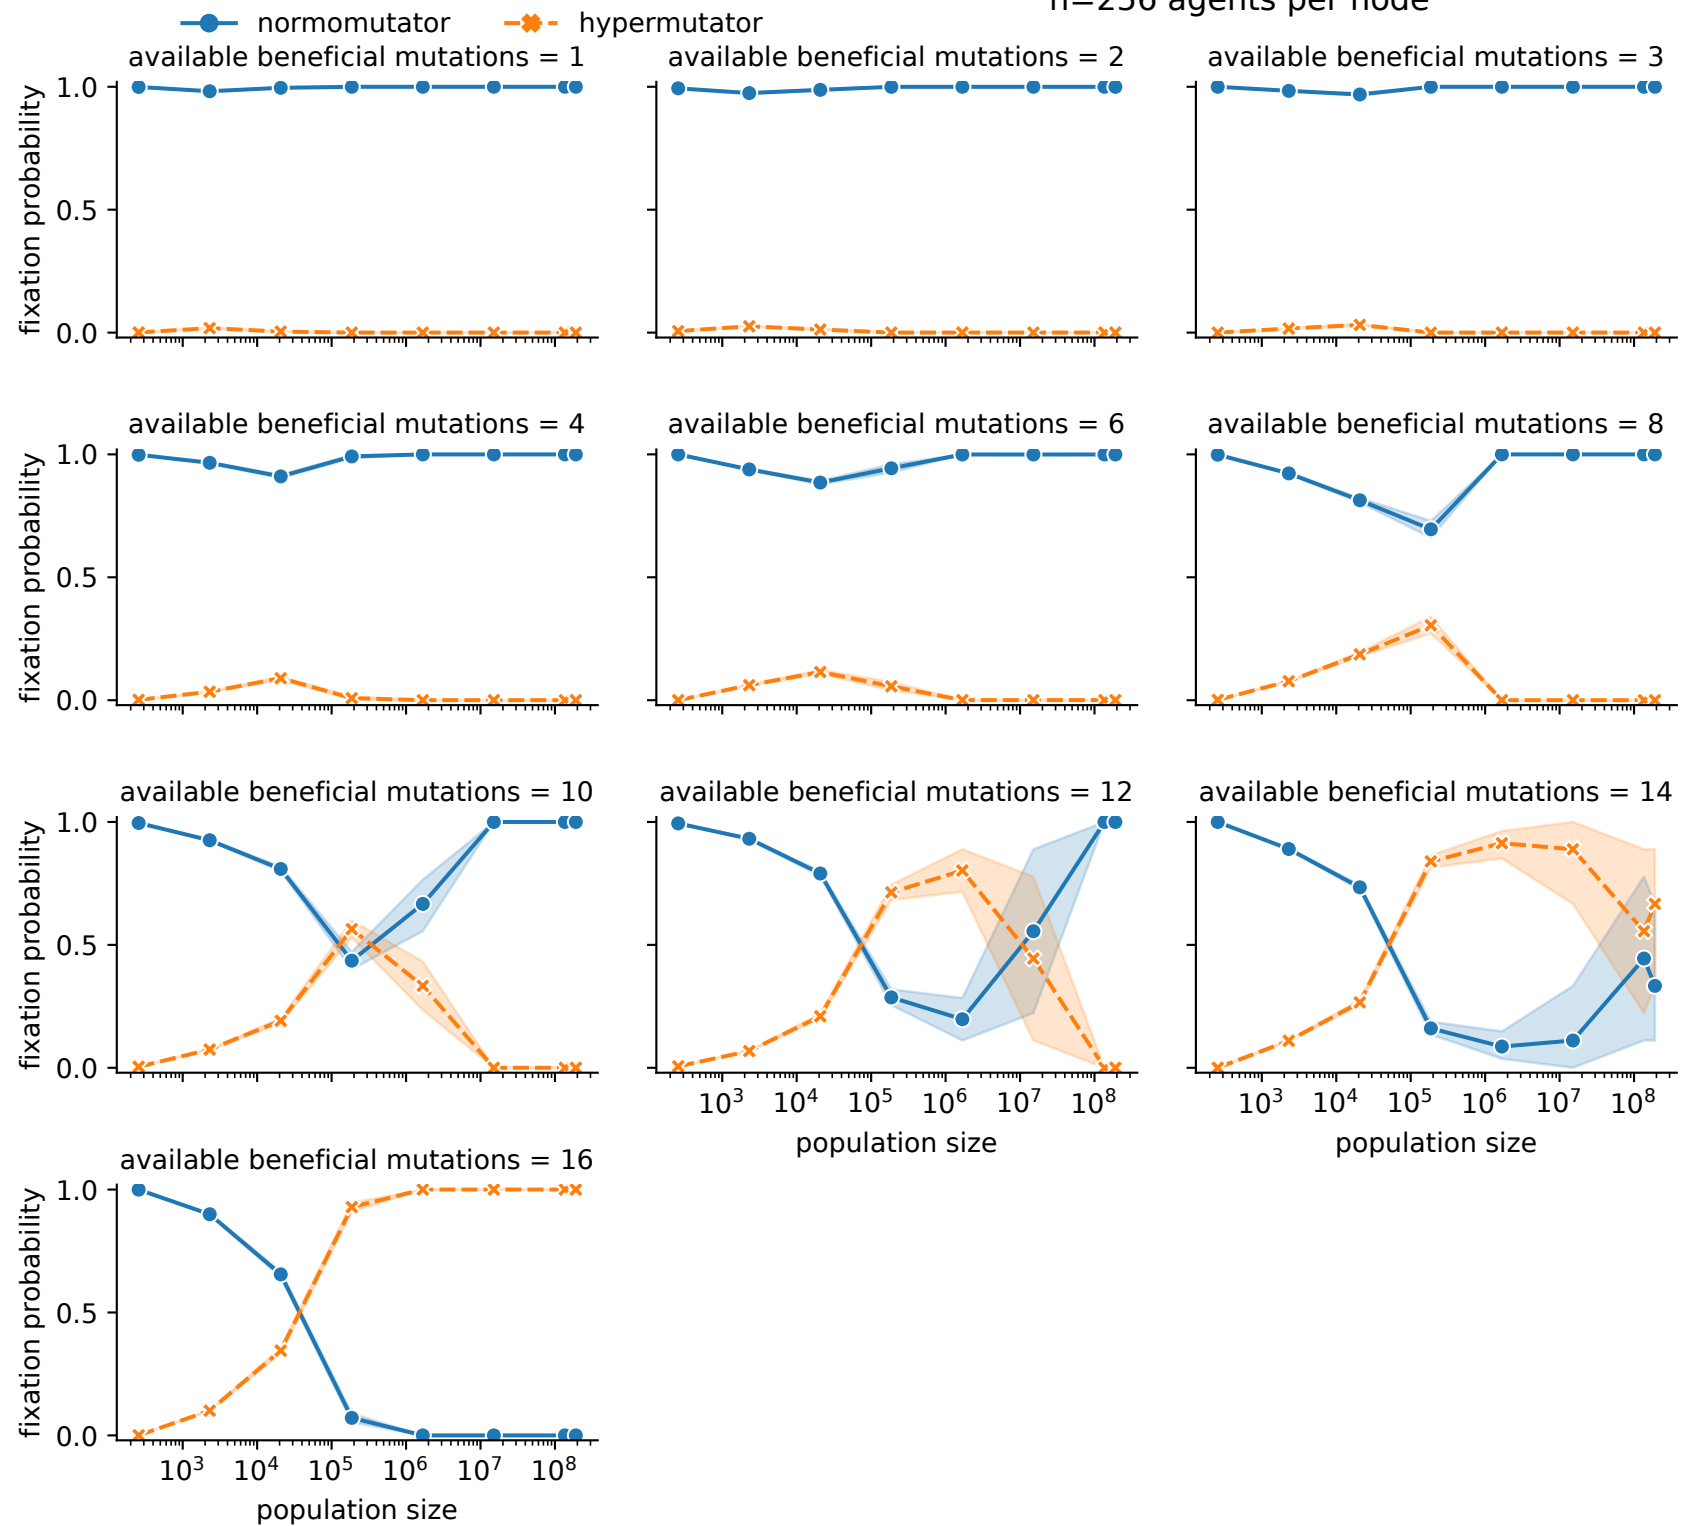 n=256 agents per node
normomutator hypermutator
available beneficial mutations = 1
available beneficial mutations = 2
available beneficial mutations = 3
fixation probability
1.0
0.5
0.0
available beneficial mutations = 4
available beneficial mutations = 6
available beneficial mutations = 8
fixation probability
1.0
0.5
0.0
available beneficial mutations = 10
available beneficial mutations = 12
available beneficial mutations = 14
fixation probability
1.0
0.5
0.0
10³ 10⁴ 10⁵ 10⁶ 10⁷ 10⁸
population size
10³ 10⁴ 10⁵ 10⁶ 10⁷ 10⁸
population size
available beneficial mutations = 16
fixation probability
1.0
0.5
0.0
10³ 10⁴ 10⁵ 10⁶ 10⁷ 10⁸
population size